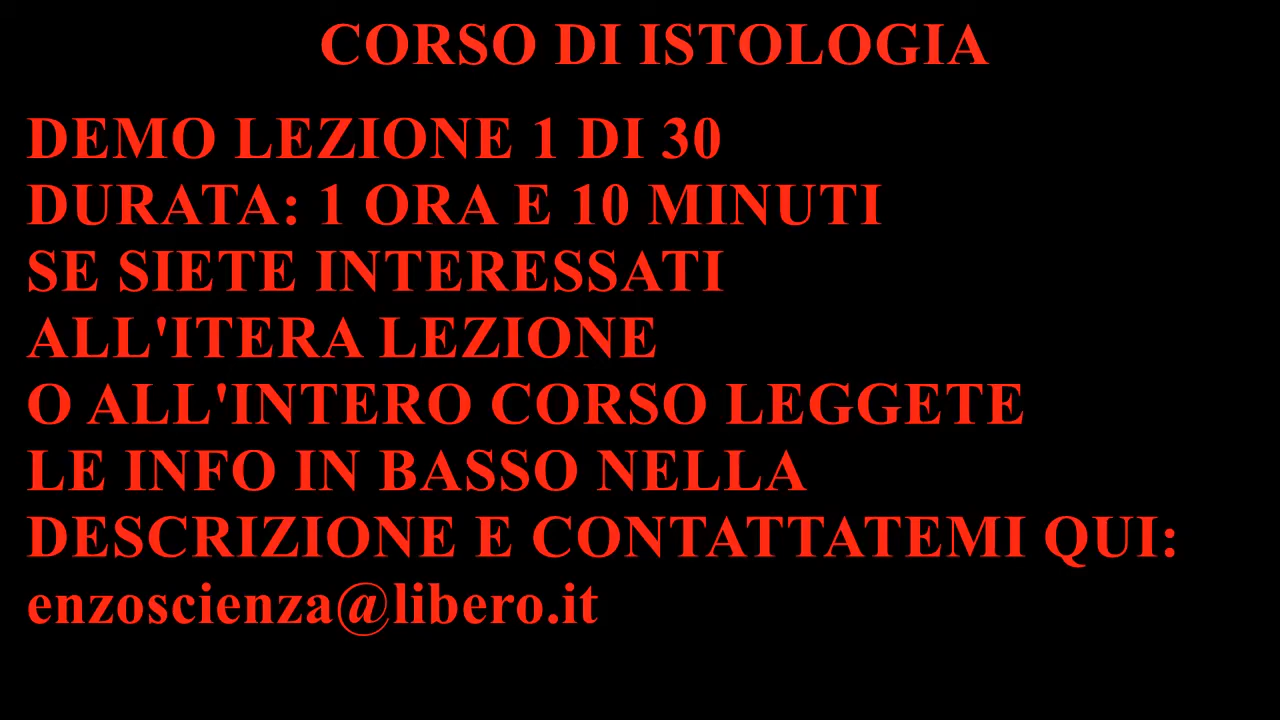 CORSO DI ISTOLOGIA
DEMO LEZIONE 1 DI 30
DURATA: 1 ORA E 10 MINUTI
SE SIETE INTERESSATI
ALL'ITERA LEZIONE
O ALL'INTERO CORSO LEGGETE
LE INFO IN BASSO NELLA
DESCRIZIONE E CONTATTATEMI QUI:
enzoscienza@libero.it